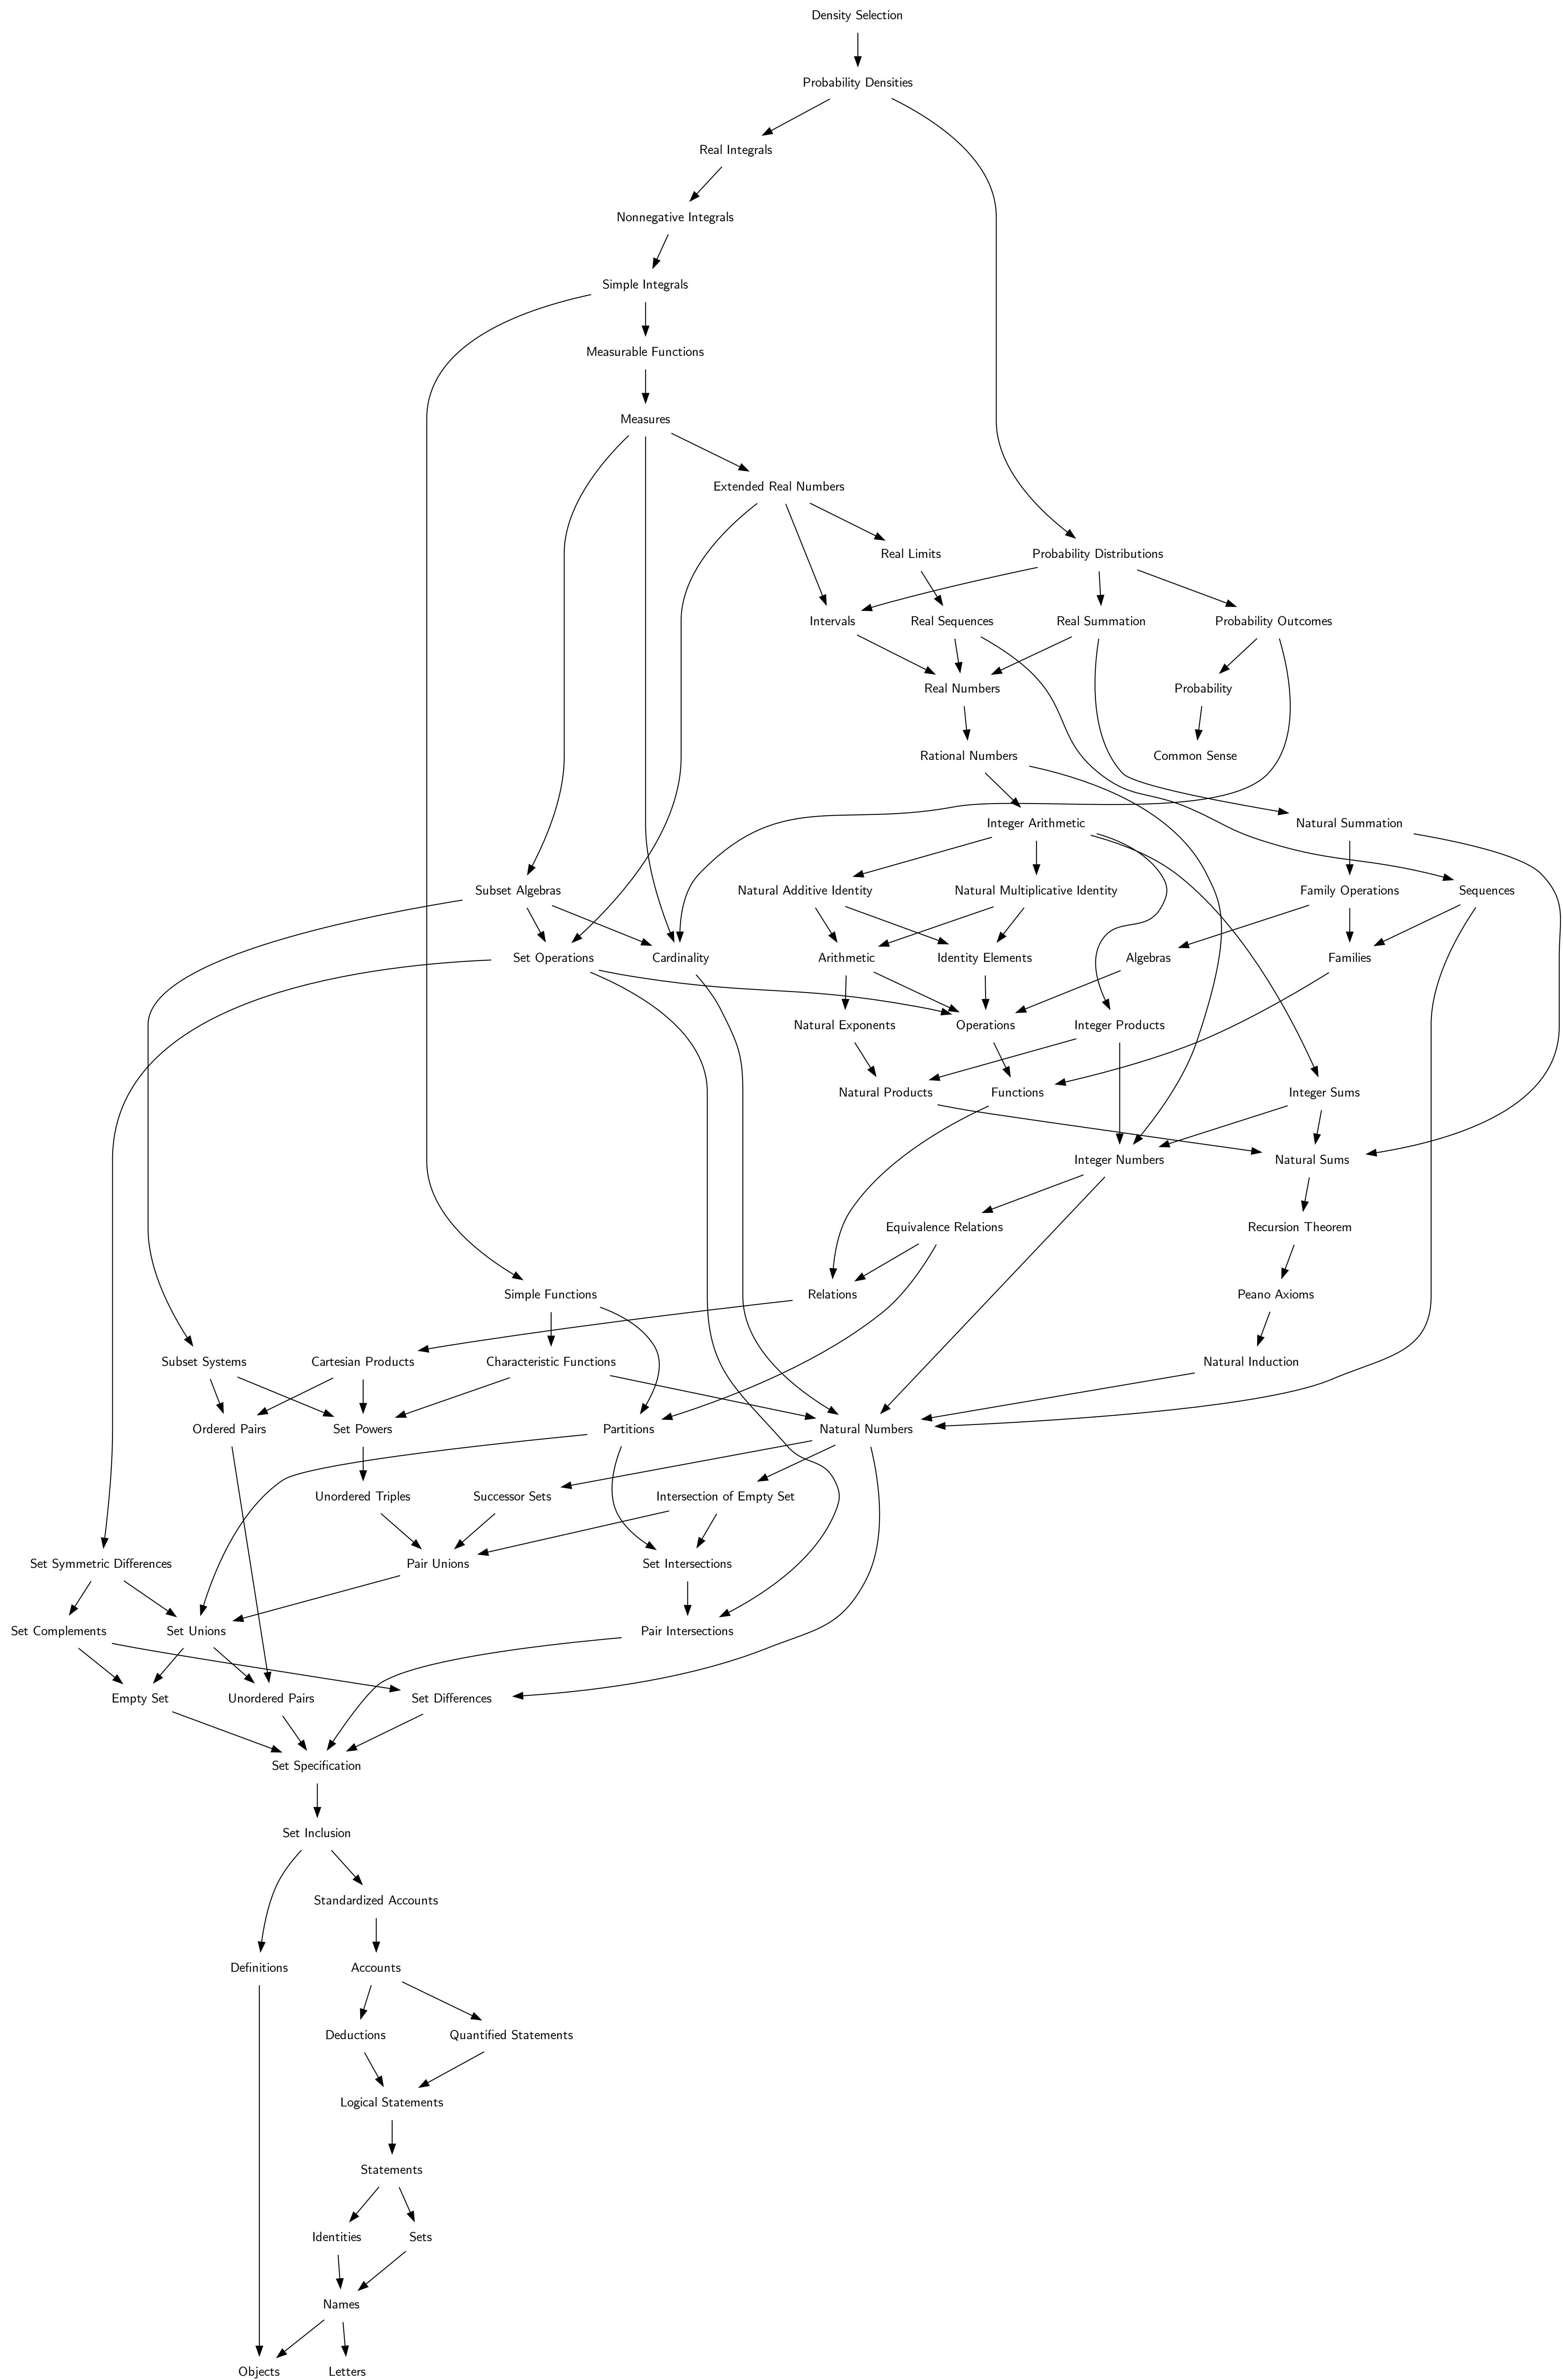 Density Selection
Probability Densities
Real Integrals
Nonnegative Integrals
Simple Integrals
Measurable Functions
Measures
Extended Real Numbers
Real Limits
Probability Distributions
Intervals
Real Sequences
Real Summation
Probability Outcomes
Real Numbers
Probability
Rational Numbers
Common Sense
Integer Arithmetic
Natural Summation
Subset Algebras
Natural Additive Identity
Natural Multiplicative Identity
Family Operations
Sequences
Set Operations
Cardinality
Arithmetic
Identity Elements
Algebras
Families
Natural Exponents
Operations
Integer Products
Natural Products
Functions
Integer Sums
Integer Numbers
Natural Sums
Equivalence Relations
Recursion Theorem
Simple Functions
Relations
Peano Axioms
Subset Systems
Cartesian Products
Characteristic Functions
Natural Induction
Ordered Pairs
Set Powers
Partitions
Natural Numbers
Unordered Triples
Successor Sets
Intersection of Empty Set
Set Symmetric Differences
Pair Unions
Set Intersections
Set Complements
Set Unions
Pair Intersections
Empty Set
Unordered Pairs
Set Differences
Set Specification
Set Inclusion
Standardized Accounts
Definitions
Accounts
Deductions
Quantified Statements
Logical Statements
Statements
Identities
Sets
Names
Objects
Letters